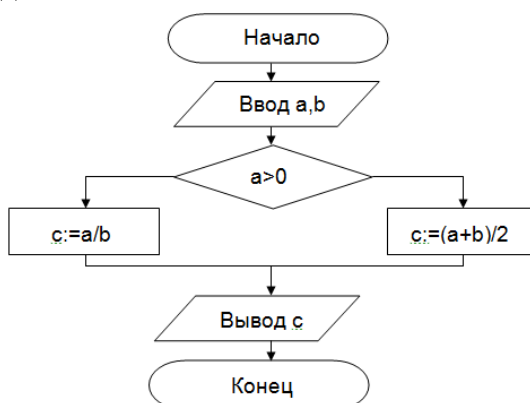 Начало
Ввод a,b
a>0
c:=a/b
c:=(a+b)/2
Вывод c
Конец